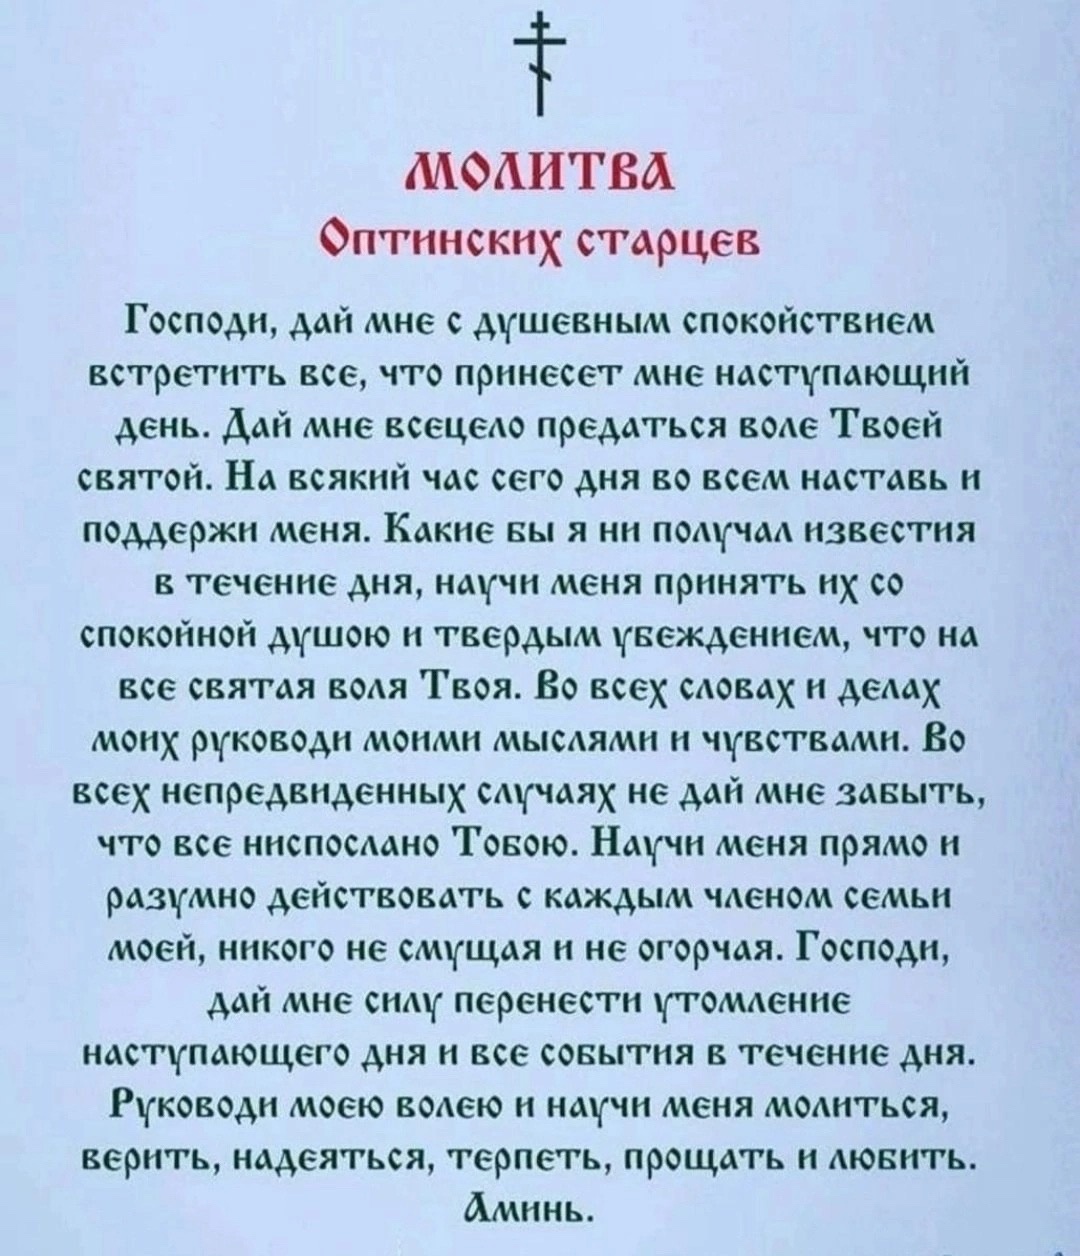 МОЛИТВА
Оптинских старцев
Господи, дай мне с душевным спокойствием
встретить все, что принесет мне наступающий
день. Дай мне всецело предаться воле Твоей
святой. На всякий час сего дня во всем наставь и
поддержи меня. Какие бы я ни получал известия
в течение дня, научи меня принять их со
спокойной душою и твердым убеждением, что на
все святая воля Твоя. Во всех словах и делах
моих руководи моими мыслями и чувствами. Во
всех непредвиденных случаях не дай мне забыть,
что все ниспослано Тобою. Научи меня прямо и
разумно действовать с каждым членом семьи
моей, никого не смущая и не огорчая. Господи,
дай мне силу перенести утомление
наступающего дня и все события в течение дня.
Руководи моею волею и научи меня молиться,
верить, надеяться, терпеть, прощать и любить.
Аминь.